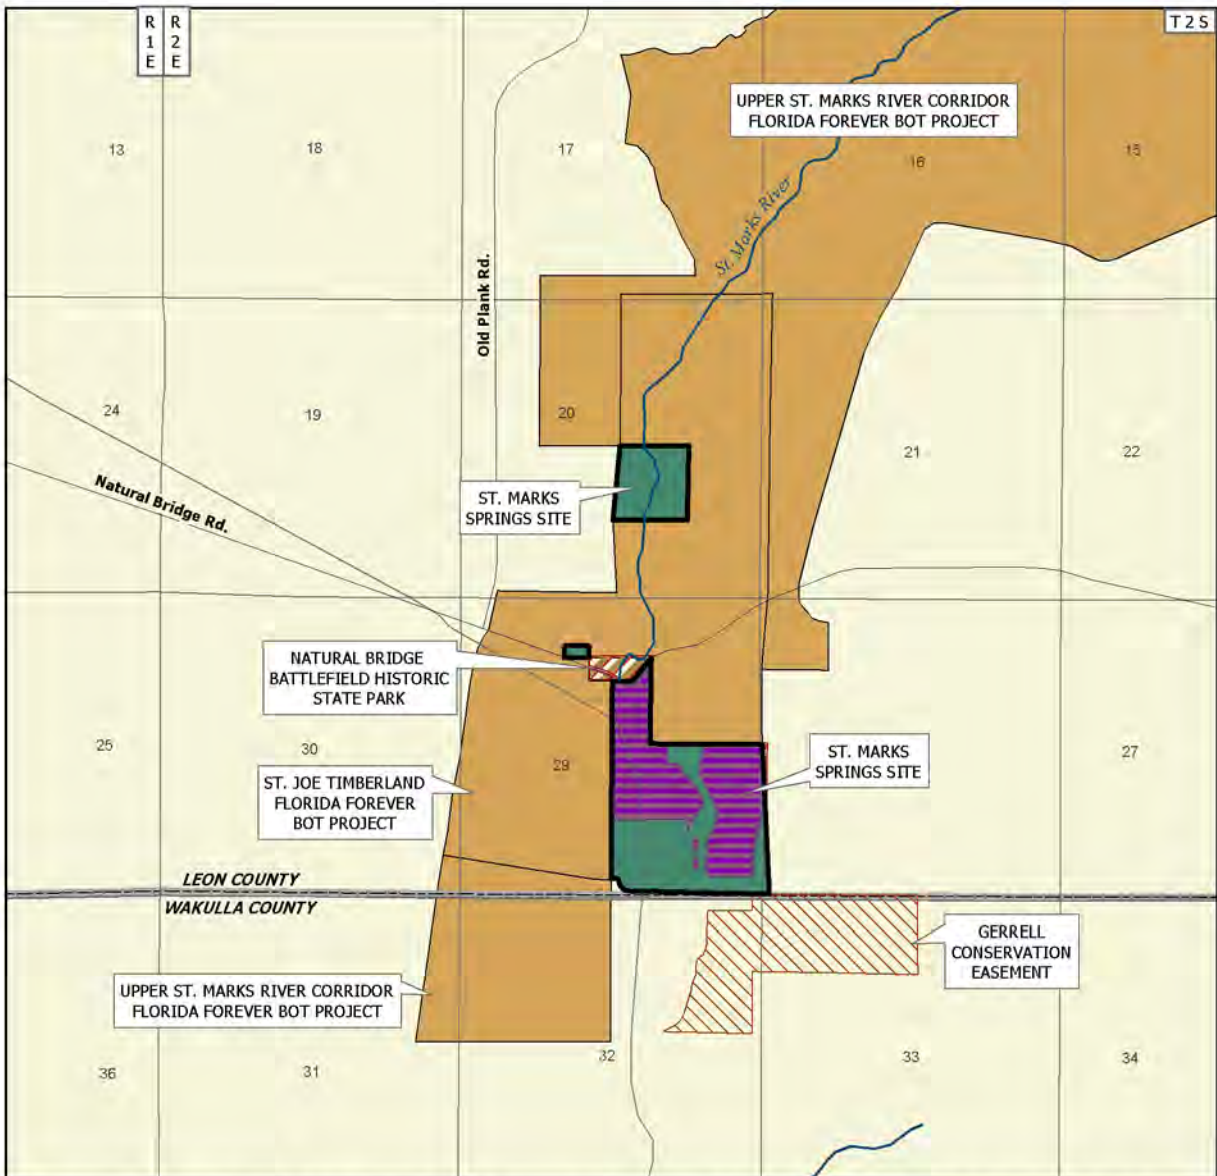 R R
1 2
E E
T 2 S
UPPER ST. MARKS RIVER CORRIDOR
FLORIDA FOREVER BOT PROJECT
13
18
17
16
15
St. Marks River
Old Plank Rd.
24
19
20
21
22
Natural Bridge Rd.
ST. MARKS
SPRINGS SITE
NATURAL BRIDGE
BATTLEFIELD HISTORIC
STATE PARK
25
30
29
27
ST. MARKS
SPRINGS SITE
ST. JOE TIMBERLAND
FLORIDA FOREVER
BOT PROJECT
LEON COUNTY
WAKULLA COUNTY
GERRELL
CONSERVATION
EASEMENT
UPPER ST. MARKS RIVER CORRIDOR
FLORIDA FOREVER BOT PROJECT
36
31
32
33
34